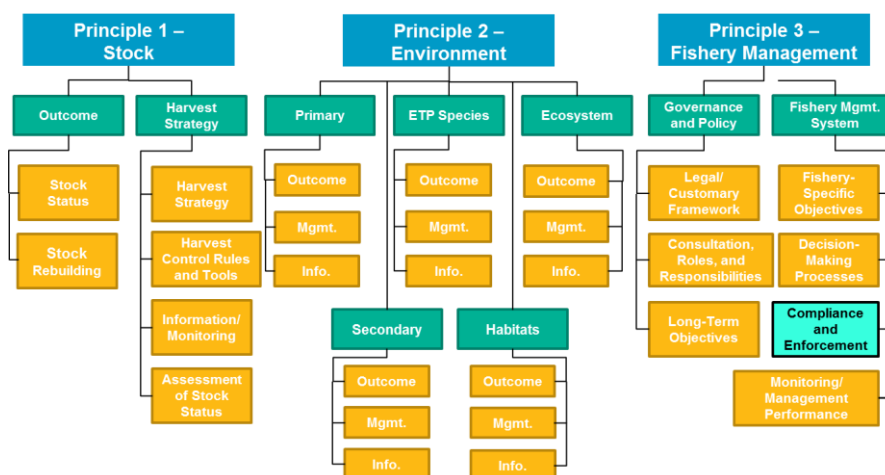 Principle 1 –
Stock
Principle 2 –
Environment
Principle 3 –
Fishery Management
Outcome
Harvest
Strategy
Primary
ETP Species
Ecosystem
Governance
and Policy
Fishery Mgmt.
System
Stock
Status
Stock
Rebuilding
Harvest
Strategy
Harvest
Control Rules
and Tools
Information/
Monitoring
Assessment
of Stock
Status
Outcome
Mgmt.
Info.
Outcome
Mgmt.
Info.
Outcome
Mgmt.
Info.
Secondary
Habitats
Outcome
Mgmt.
Info.
Outcome
Mgmt.
Info.
Legal/
Customary
Framework
Consultation,
Roles, and
Responsibilities
Long-Term
Objectives
Fishery-
Specific
Objectives
Decision-
Making
Processes
Compliance
and
Enforcement
Monitoring/
Management
Performance